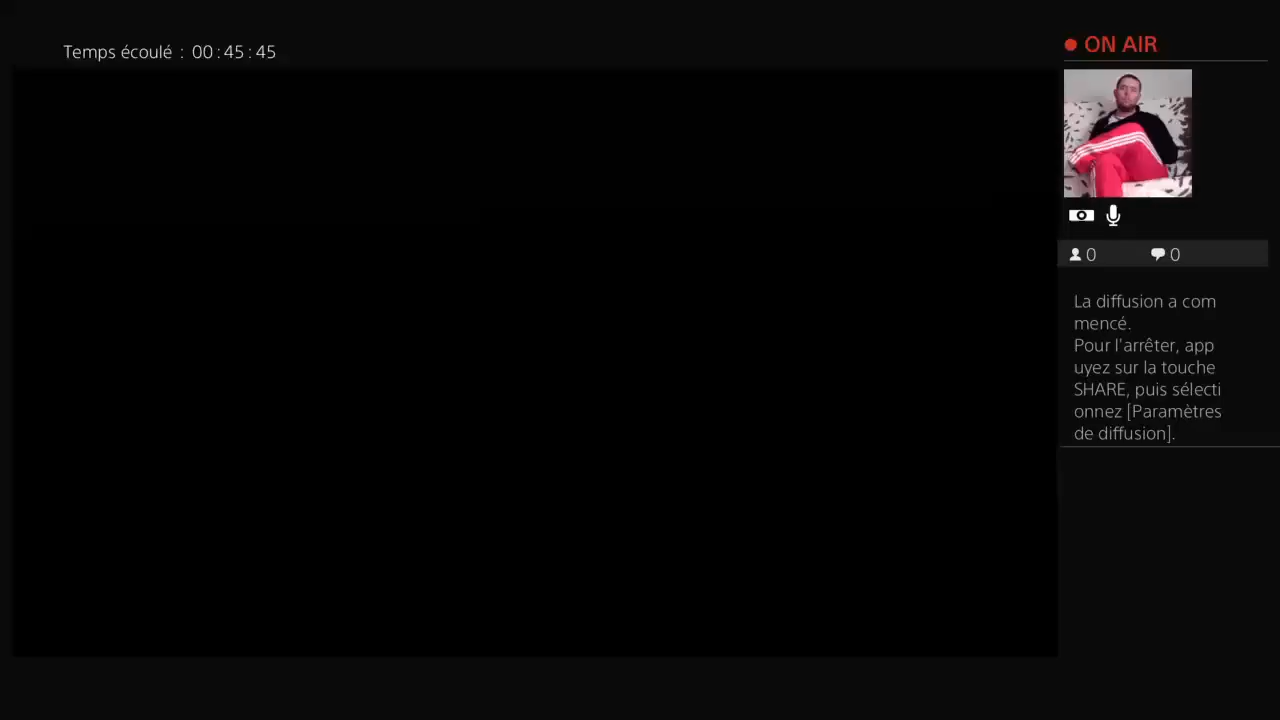 Temps écoulé : 00:45:45
ON AIR
0 0
La diffusion a com
mencé.
Pour l'arrêter, app
uyez sur la touche
SHARE, puis sélecti
onnez [Paramètres
de diffusion].